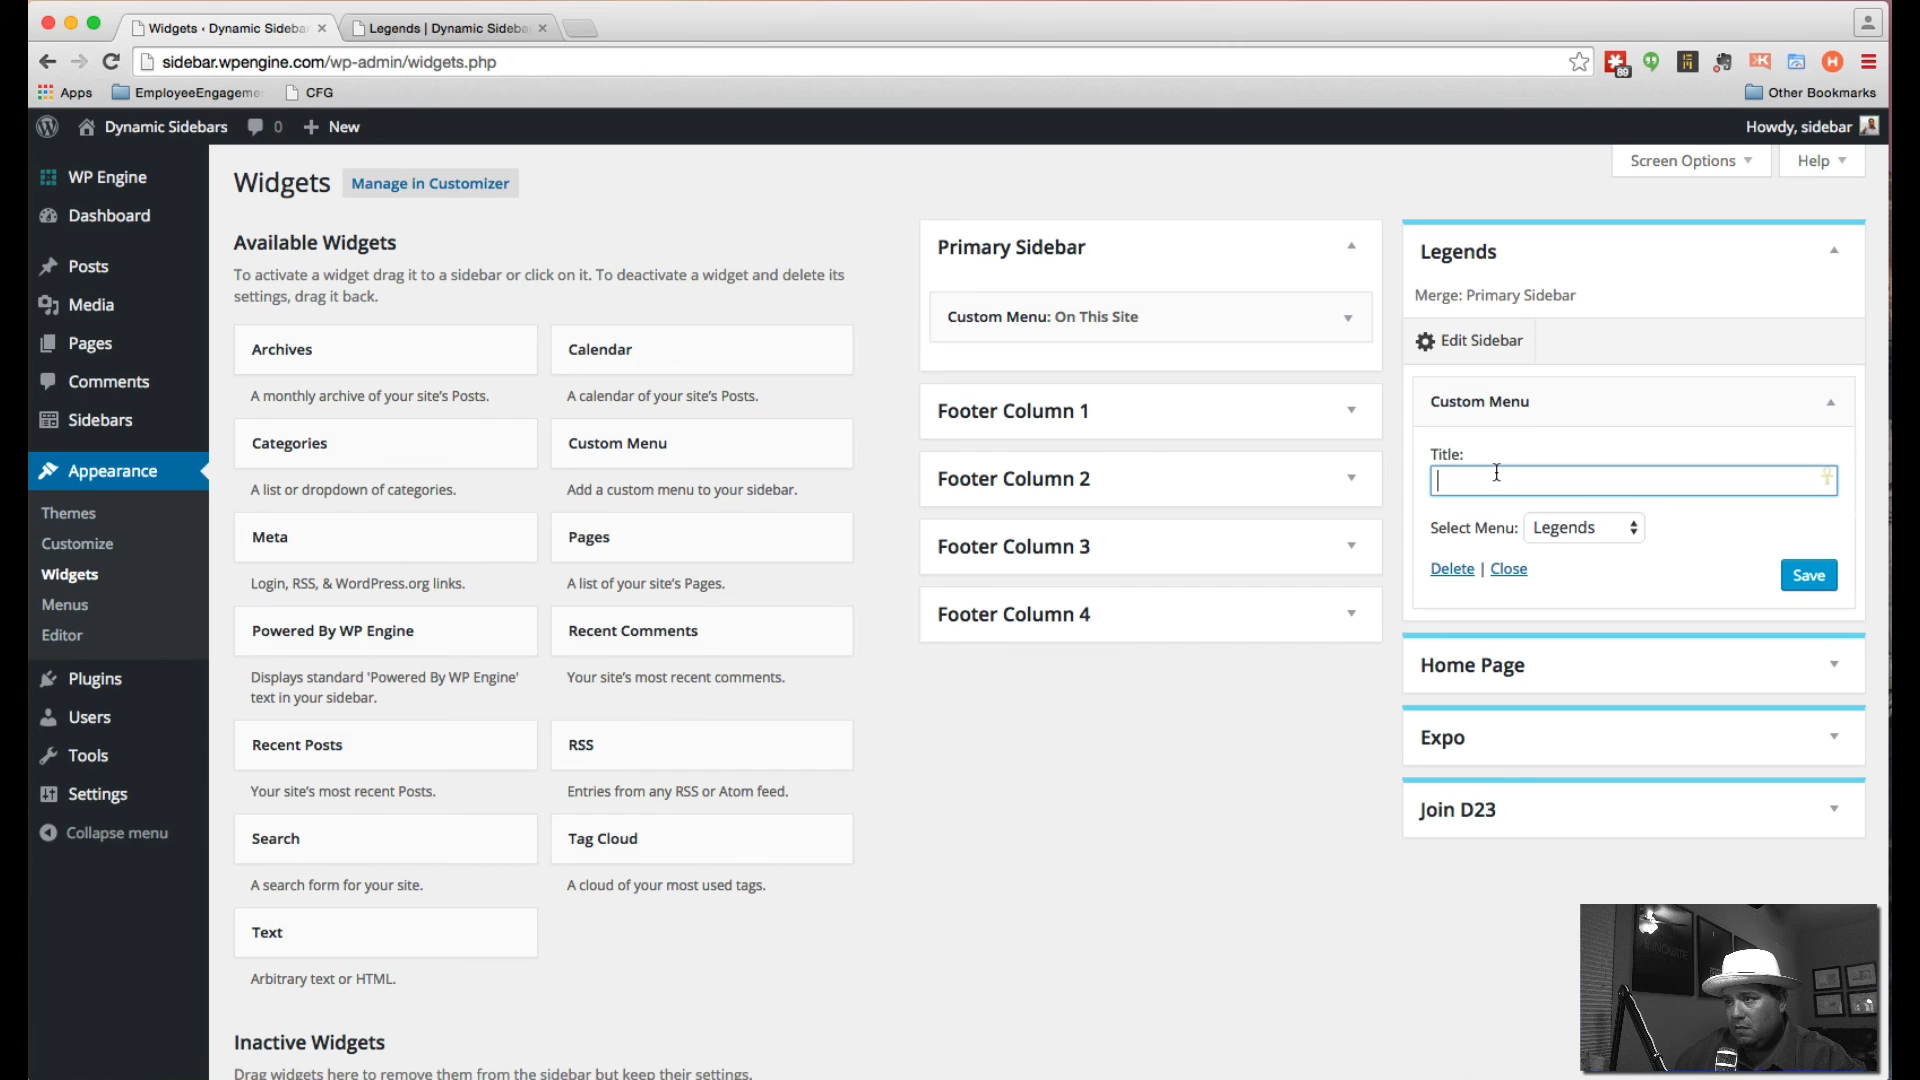 Widgets ‹ Dynamic Sideba
Legends | Dynamic Sideba
sidebar.wpengine.com/wp-admin/widgets.php
89
H
Apps
EmployeeEngageme
CFG
Other Bookmarks
Dynamic Sidebars
0
New
Howdy, sidebar
WP Engine
Dashboard
Posts
Media
Pages
Comments
Sidebars
Appearance
Themes
Customize
Widgets
Menus
Editor
Plugins
Users
Tools
Settings
Collapse menu
Screen Options
Help
Widgets
Manage in Customizer
Available Widgets
To activate a widget drag it to a sidebar or click on it. To deactivate a widget and delete its
settings, drag it back.
Archives
A monthly archive of your site's Posts.
Calendar
A calendar of your site's Posts.
Categories
A list or dropdown of categories.
Custom Menu
Add a custom menu to your sidebar.
Meta
Login, RSS, & WordPress.org links.
Pages
A list of your site's Pages.
Powered By WP Engine
Displays standard 'Powered By WP Engine'
text in your sidebar.
Recent Comments
Your site's most recent comments.
Recent Posts
Your site's most recent Posts.
RSS
Entries from any RSS or Atom feed.
Search
A search form for your site.
Tag Cloud
A cloud of your most used tags.
Text
Arbitrary text or HTML.
Inactive Widgets
Drag widgets here to remove them from the sidebar but keep their settings.
Primary Sidebar
Custom Menu: On This Site
Footer Column 1
Footer Column 2
Footer Column 3
Footer Column 4
Legends
Merge: Primary Sidebar
Edit Sidebar
Custom Menu
Title:
Select Menu: Legends
Delete | Close
Save
Home Page
Expo
Join D23